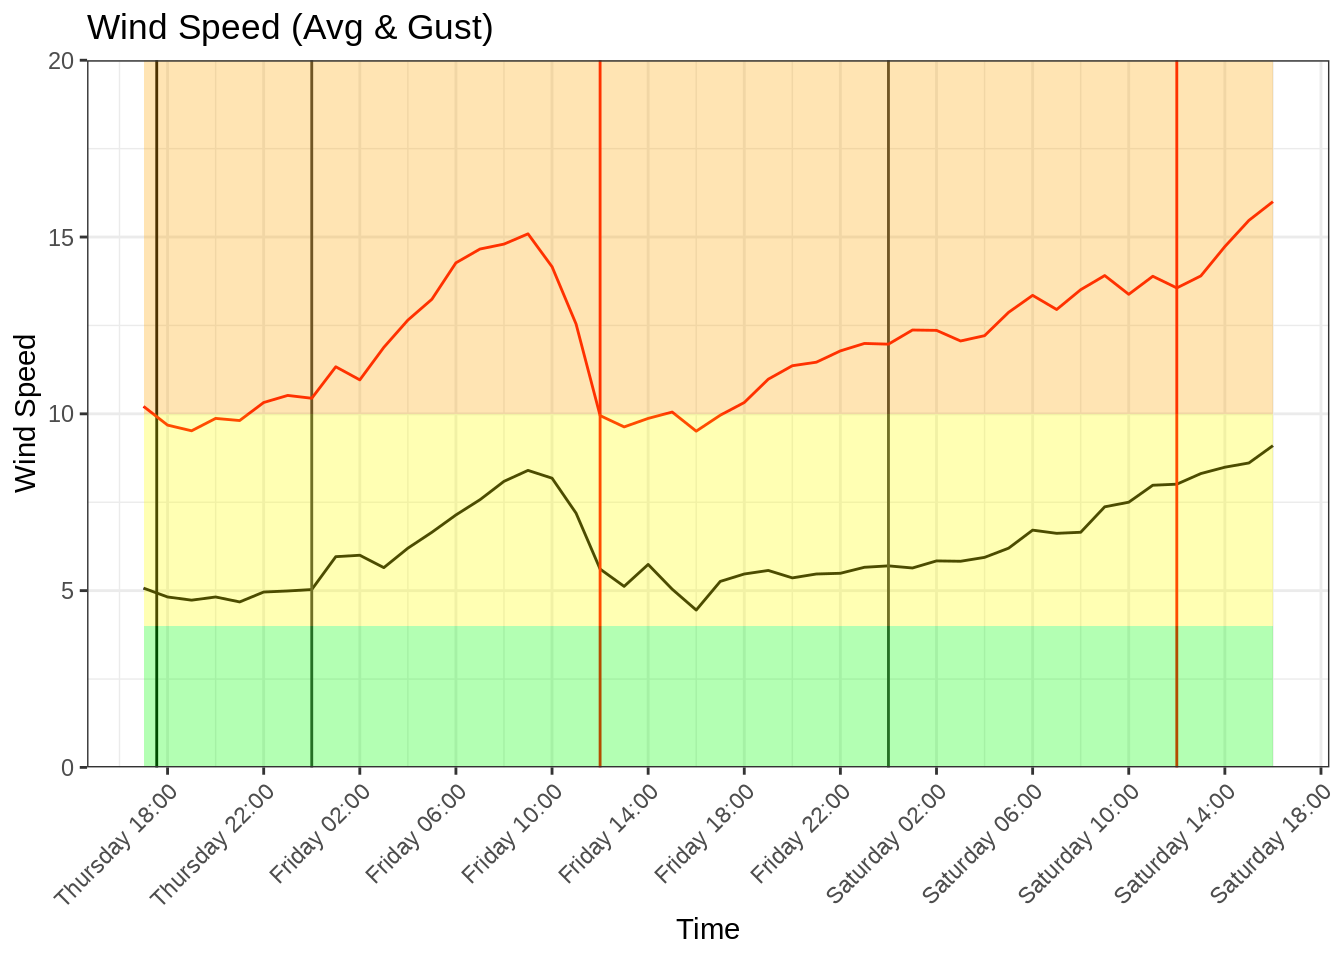 Wind Speed (Avg & Gust)
20
15
10
5
0
Wind Speed
Thursday 18:00
Thursday 22:00
Friday 02:00
Friday 06:00
Friday 10:00
Friday 14:00
Friday 18:00
Friday 22:00
Saturday 02:00
Saturday 06:00
Saturday 10:00
Saturday 14:00
Saturday 18:00
Time